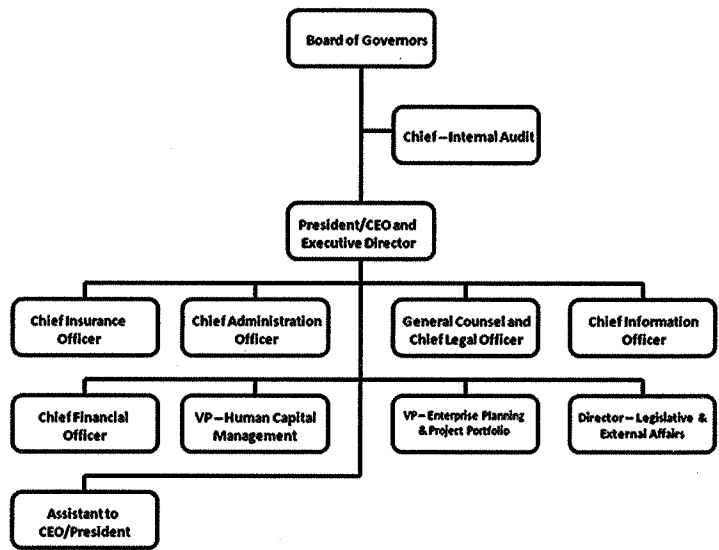 Board of Governors
Chief – Internal Audit
President/CEO and
Executive Director
Chief Insurance
Officer
Chief Administration
Officer
General Counsel and
Chief Legal Officer
Chief Information
Officer
Chief Financial
Officer
VP – Human Capital
Management
VP – Enterprise Planning
& Project Portfolio
Director – Legislative &
External Affairs
Assistant to
CEO/President